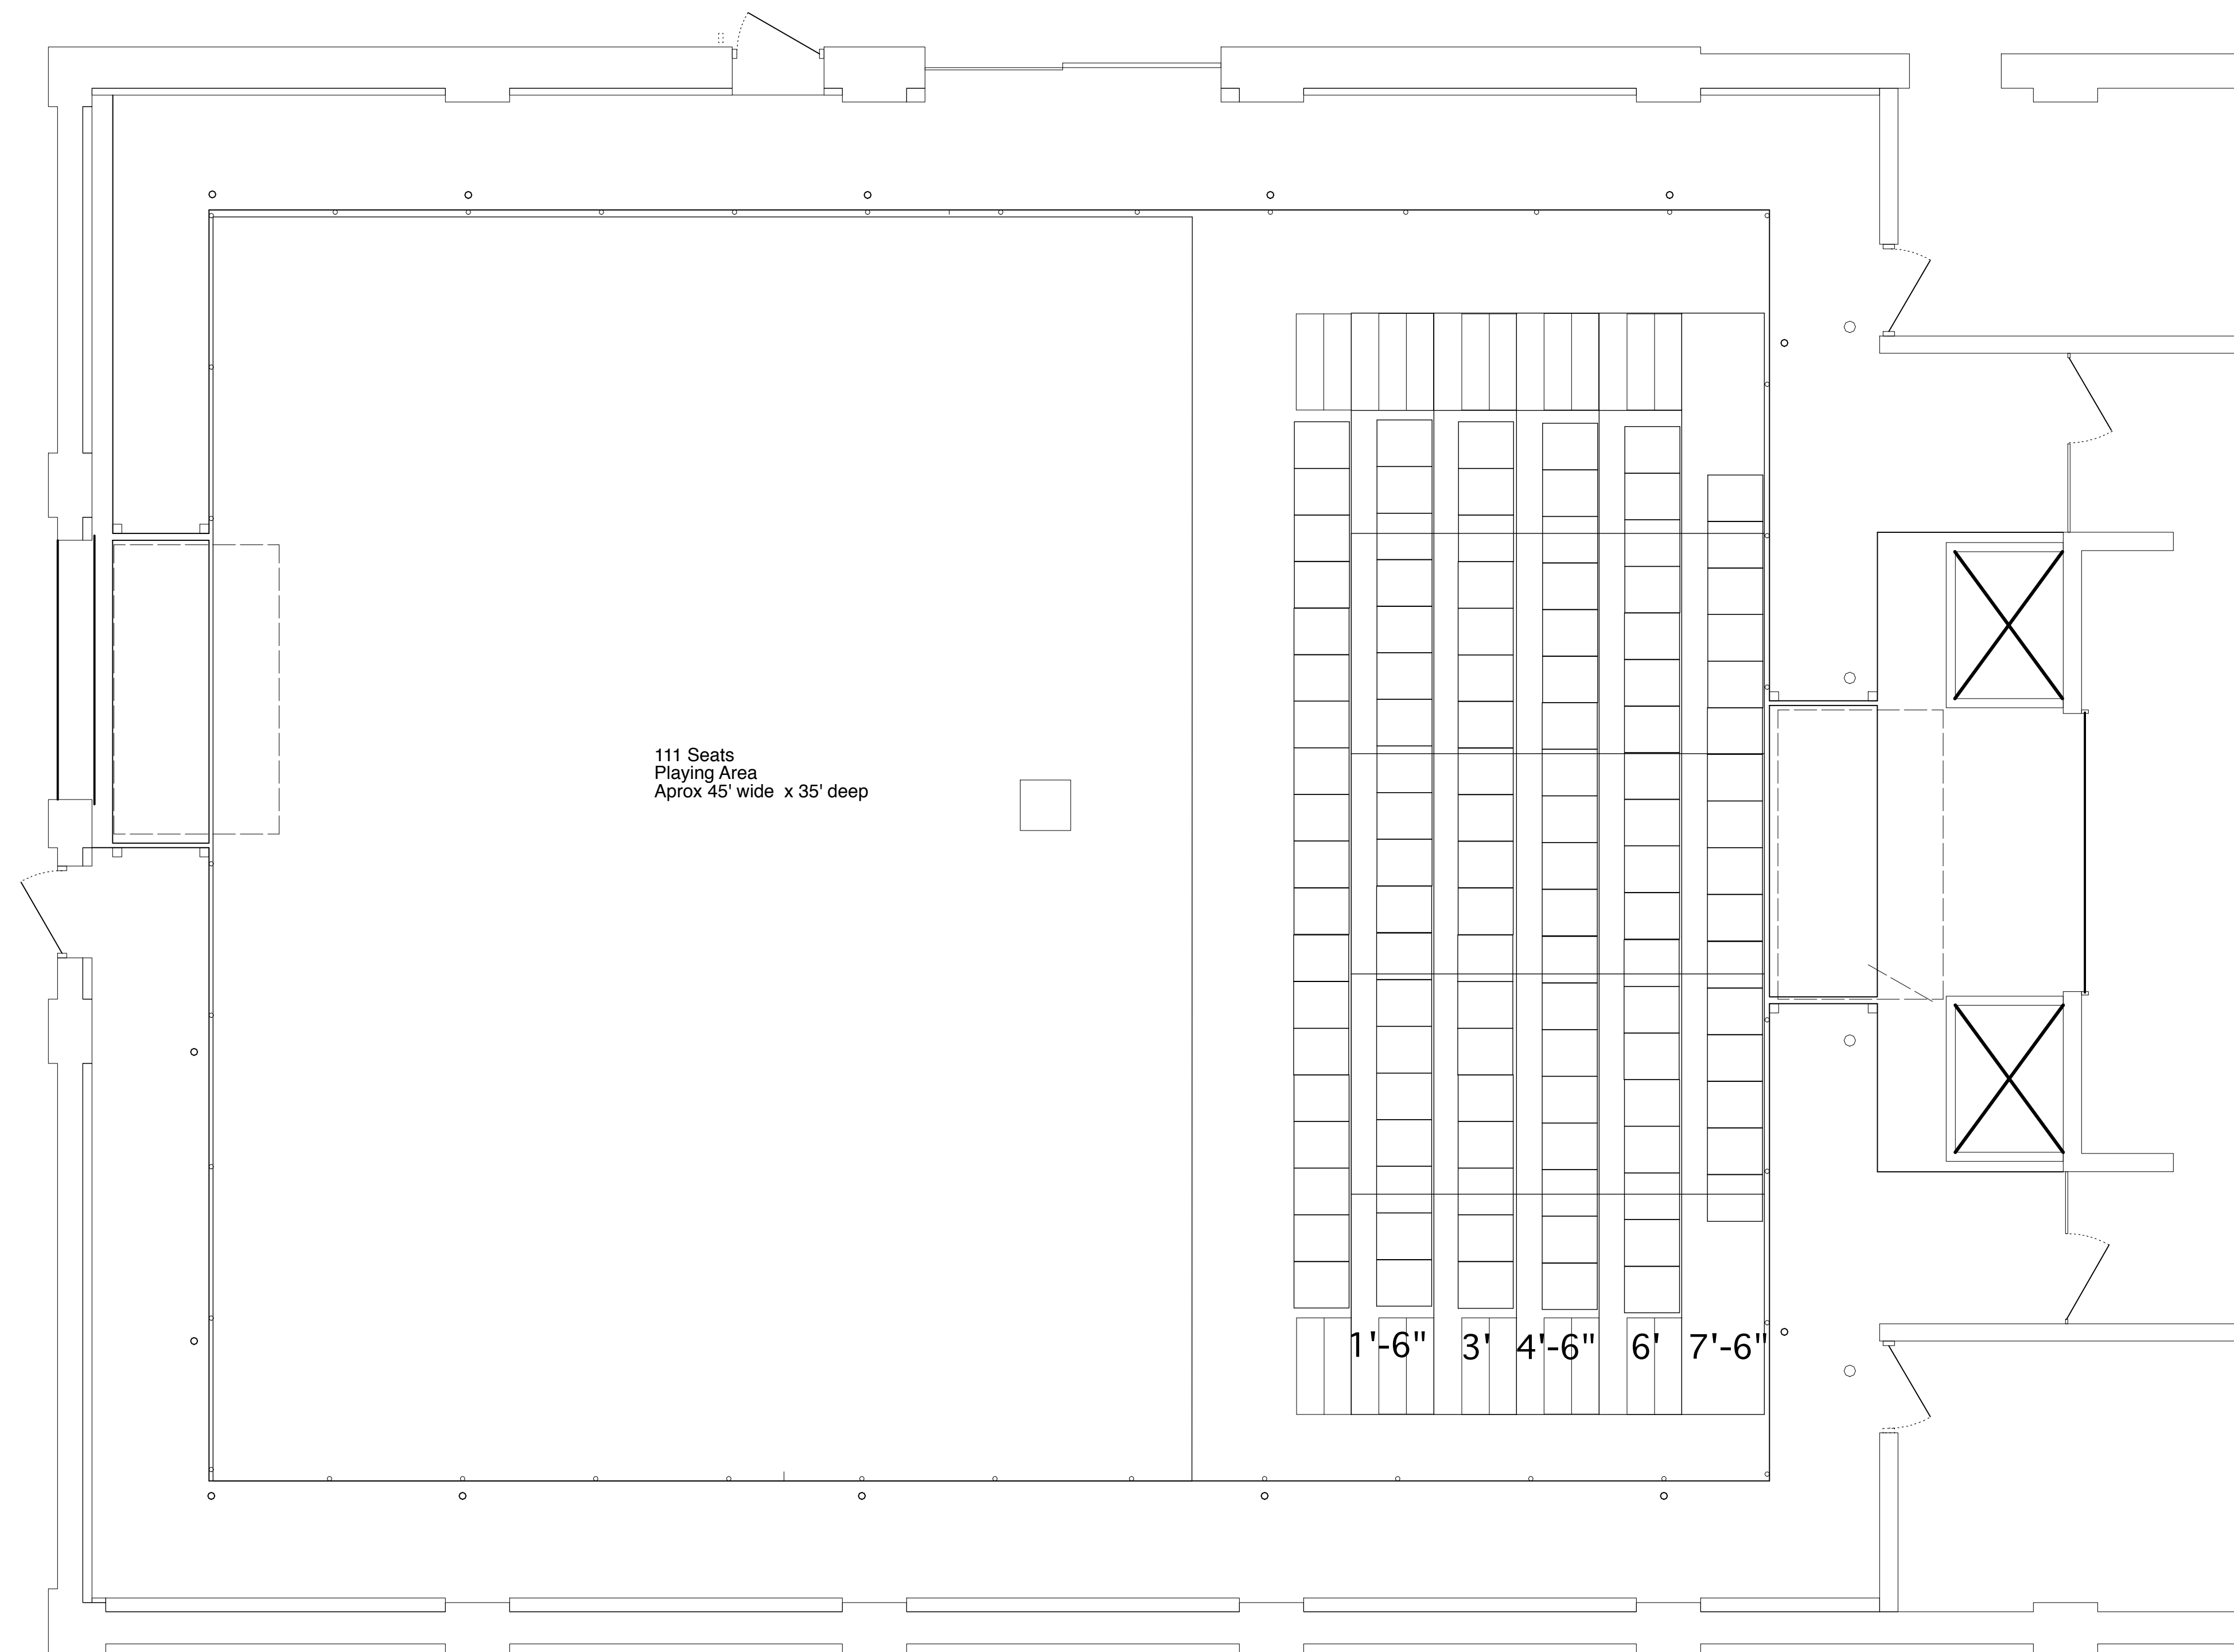 111 Seats
Playing Area
Aprox 45' wide  x 35' deep
1'-6"
3'
4'-6"
6'
7'-6"